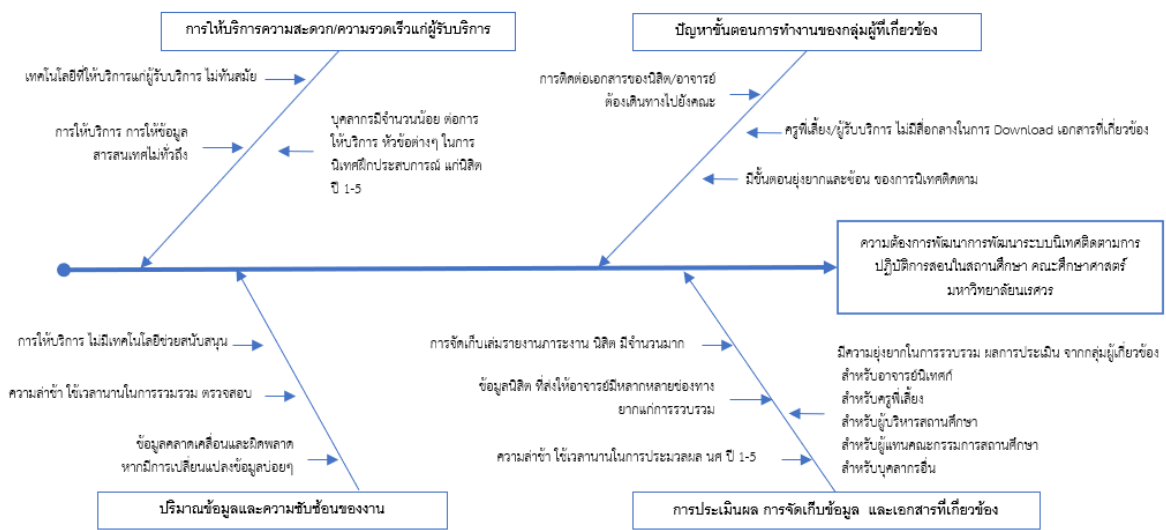 การให้บริการความสะดวก/ความรวดเร็วแก่ผู้รับบริการ
เทคโนโลยีที่ให้บริการแก่ผู้รับบริการ ไม่ทันสมัย
การให้บริการ การให้ข้อมูล
สารสนเทศไม่ทั่วถึง
บุคลากรมีจำนวนน้อย ต่อการ
ให้บริการ หัวข้อต่างๆ ในการ
นิเทศฝึกประสบการณ์ แก่นิสิต
ปี 1-5
ปัญหาขั้นตอนการทำงานของกลุ่มผู้ที่เกี่ยวข้อง
การติดต่อเอกสารของนิสิต/อาจารย์
ต้องเดินทางไปยังคณะ
ครูพี่เลี้ยง/ผู้รับบริการ ไม่มีสื่อกลางในการ Download เอกสารที่เกี่ยวข้อง
มีขั้นตอนยุ่งยากและซ้อน ของการนิเทศติดตาม
ความต้องการพัฒนาการพัฒนาระบบนิเทศติดตามการ
ปฏิบัติการสอนในสถานศึกษา คณะศึกษาศาสตร์
มหาวิทยาลัยนเรศวร
การให้บริการ ไม่มีเทคโนโลยีช่วยสนับสนุน
ความล่าช้า ใช้เวลานานในการรวมรวม ตรวจสอบ
ข้อมูลคลาดเคลื่อนและผิดพลาด
หากมีการเปลี่ยนแปลงข้อมูลบ่อยๆ
ปริมาณข้อมูลและความซับซ้อนของงาน
การจัดเก็บเล่มรายงานภาระงาน นิสิต มีจำนวนมาก
ข้อมูลนิสิต ที่ส่งให้อาจารย์มีหลากหลายช่องทาง
ยากแก่การรวบรวม
ความล่าช้า ใช้เวลานานในการประมวลผล นศ ปี 1-5
มีความยุ่งยากในการรวบรวม ผลการประเมิน จากกลุ่มผู้เกี่ยวข้อง
สำหรับอาจารย์นิเทศก์
สำหรับครูพี่เลี้ยง
สำหรับผู้บริหารสถานศึกษา
สำหรับผู้แทนคณะกรรมการสถานศึกษา
สำหรับบุคลากรอื่น
การประเมินผล การจัดเก็บข้อมูล และเอกสารที่เกี่ยวข้อง